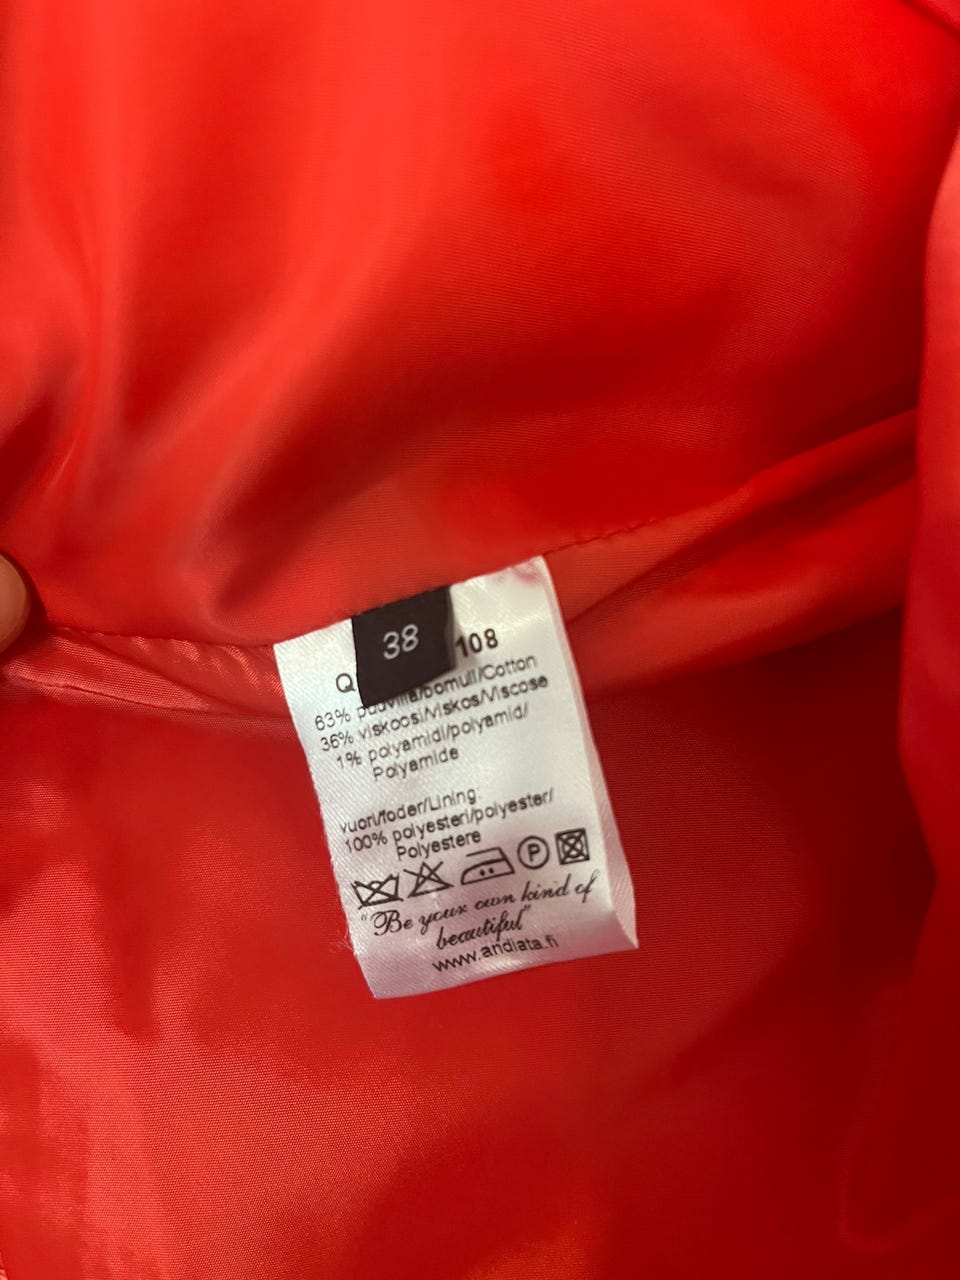 38
Q 108
63% puuvilla/bomull/Cotton
36% viskoosi/viskos/Viscose
1% polyamidi/polyamid/
Polyamide
vuori/foder/Lining:
100% polyesteri/polyester/
Polyestere
P
"Be your own kind of
beautiful"
www.andiata.fi